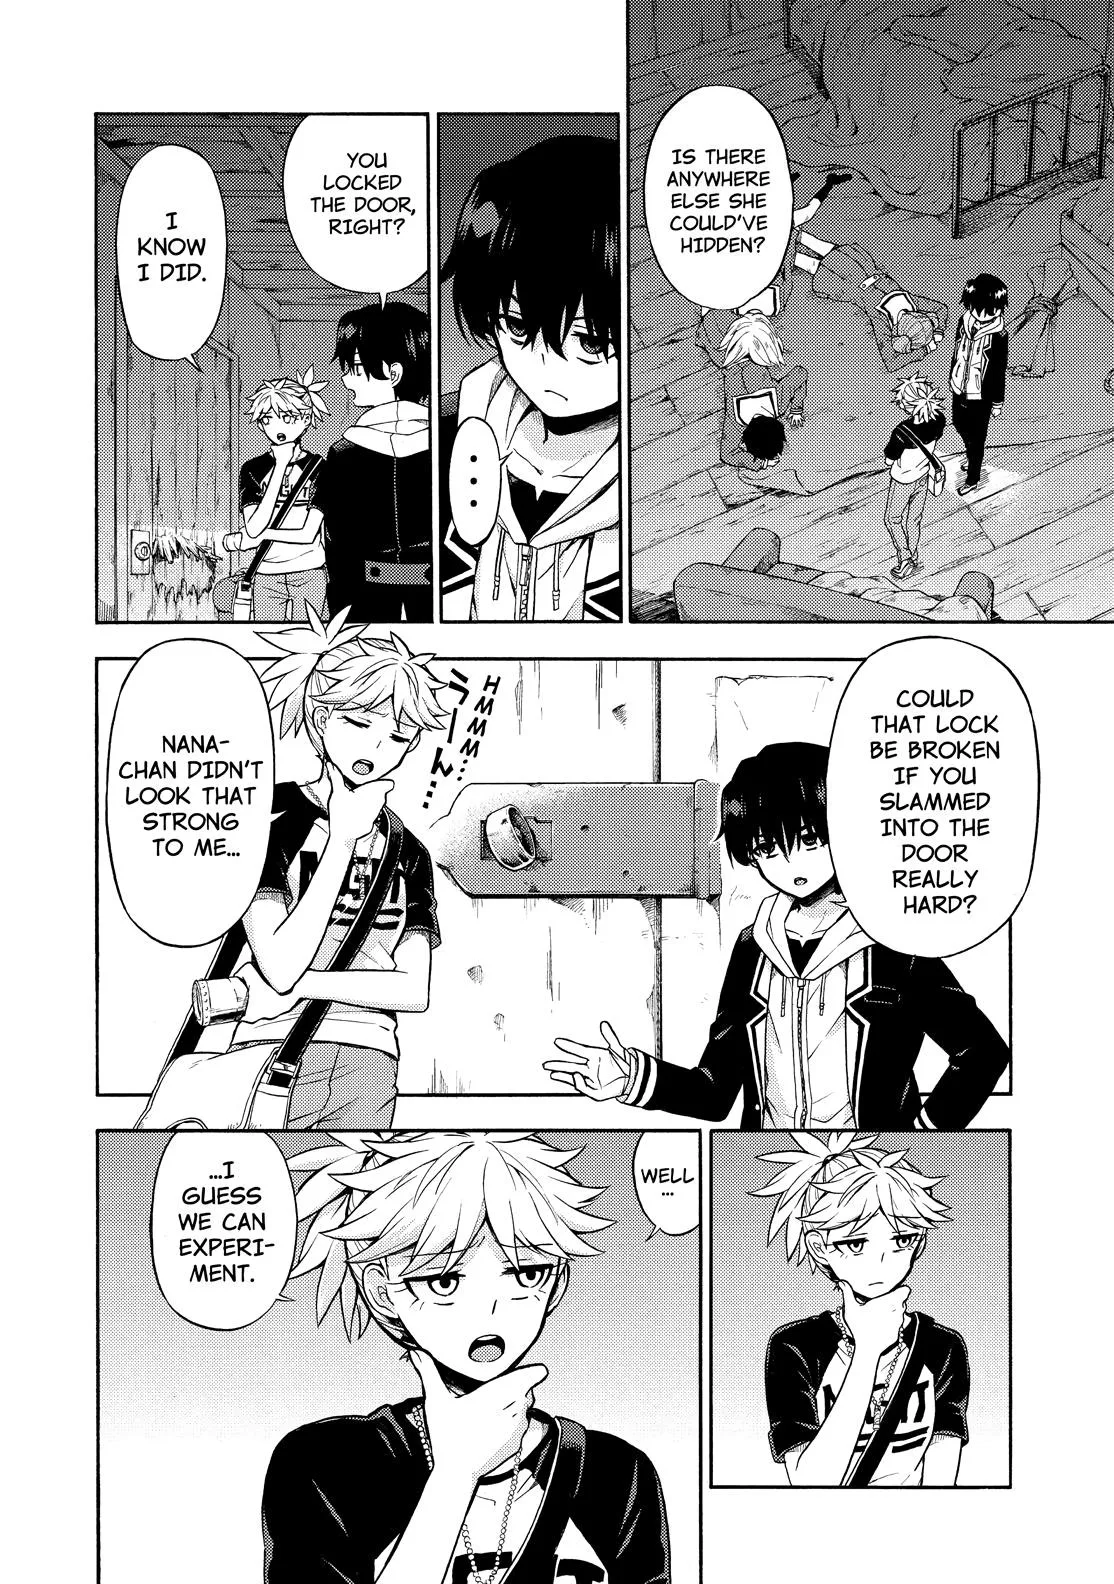 IS THERE
ANYWHERE
ELSE SHE
COULD'VE
HIDDEN?
...
YOU
LOCKED
THE DOOR,
RIGHT?
I
KNOW
I DID.
COULD
THAT LOCK
BE BROKEN
IF YOU
SLAMMED
INTO THE
DOOR
REALLY
HARD?
HMMM...
うーん...
NANA-
CHAN DIDN'T
LOOK THAT
STRONG
TO ME...
WELL
...
...I
GUESS
WE CAN
EXPERI-
MENT.